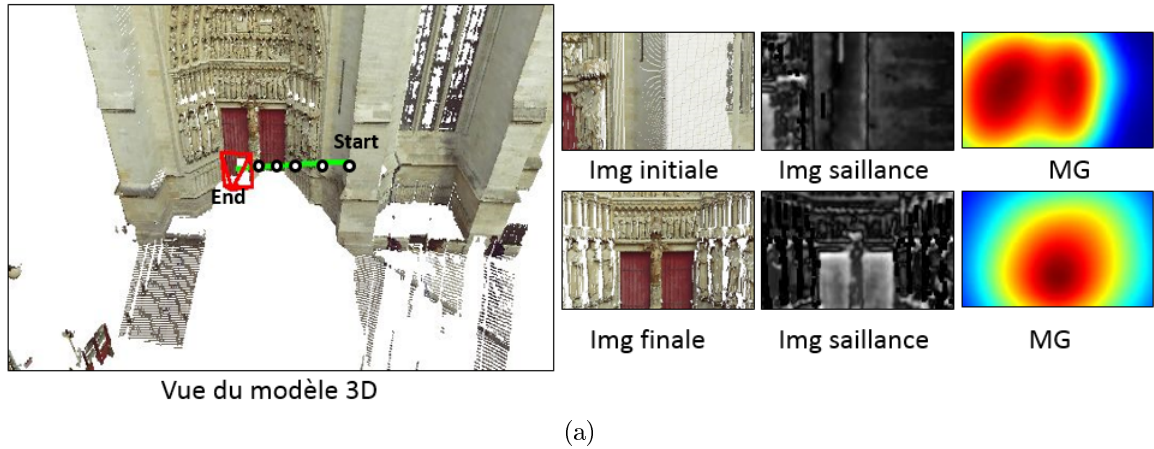 Start
End
Vue du modèle 3D
Img initiale
Img saillance
MG
Img finale
Img saillance
MG
(a)